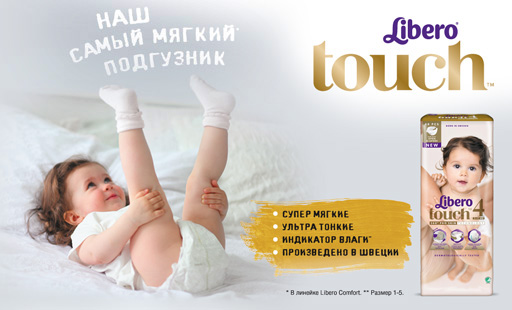 НАШ
САМЫЙ МЯГКИЙ*
ПОДГУЗНИК
Libero®
touch™
NEW
Libero
touch 4
• СУПЕР МЯГКИЕ
• УЛЬТРА ТОНКИЕ
• ИНДИКАТОР ВЛАГИ**
• ПРОИЗВЕДЕНО В ШВЕЦИИ
* В линейке Libero Comfort. ** Размер 1-5.